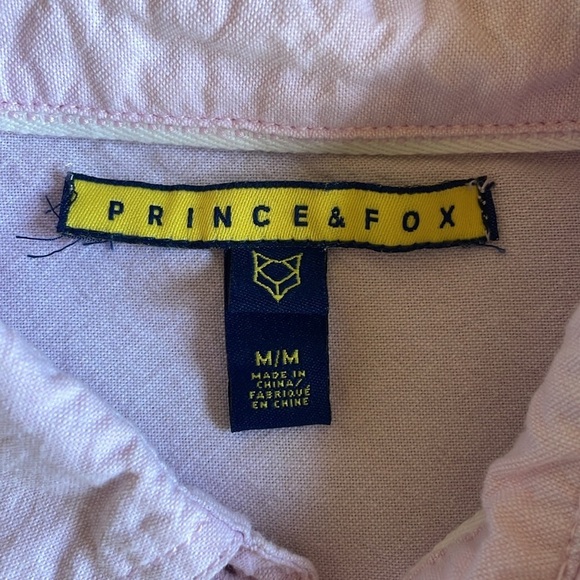 PRINCE&FOX
M/M
MADE IN
CHINA/
FABRIQUÉ
EN CHINE